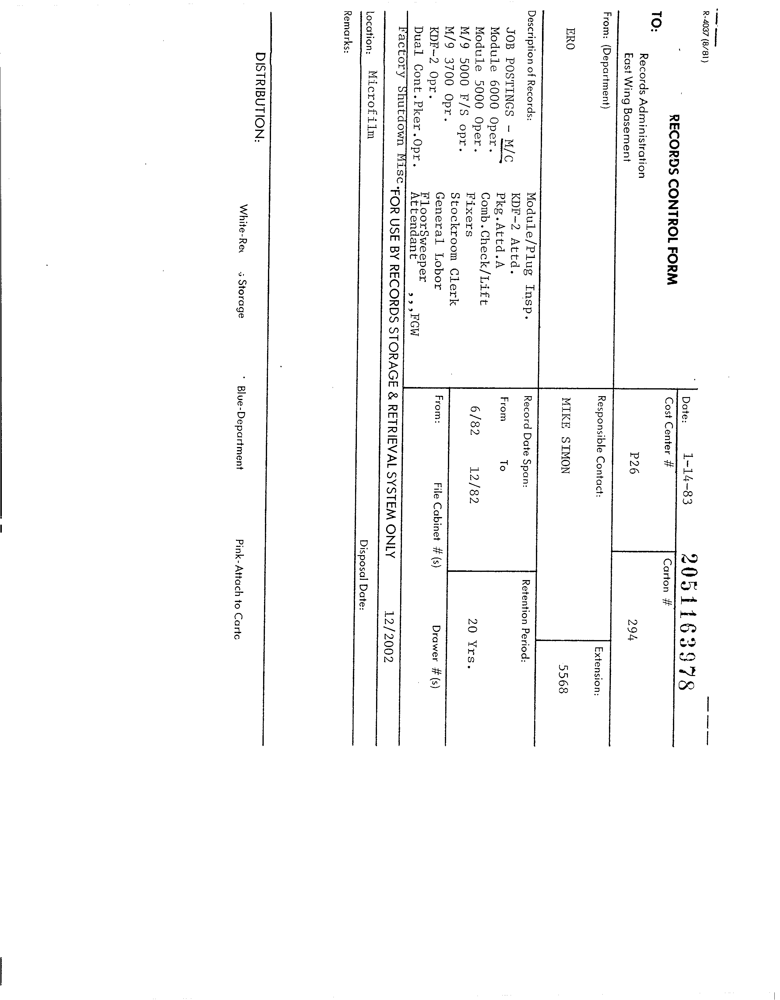 R-4037 (8/81)
RECORDS CONTROL FORM
Date: 1-14-83
2051163978
TO:
Records Administration
East Wing Basement
Cost Center #
P26
Carton #
294
From: (Department)
ERO
Responsible Contact:
MIKE SIMON
Extension:
5568
Description of Records:
JOB POSTINGS - M/C
Module 6000 Oper.
Module 5000 Oper.
M/9 5000 F/S opr.
M/9 3700 Opr.
KDF-2 Opr.
Dual Cont.Pker.Opr.
Factory Shutdown Misc.
Module/Plug Insp.
KDF-2 Attd.
Pkg.Attd.A
Comb.Check/Lift
Fixers
Stockroom Clerk
General Lobor
FloorSweeper
Attendant ,,,FGW
Record Date Span:
From To
6/82 12/82
Retention Period:
20 Yrs.
From: File Cabinet # (s) Drawer # (s)
FOR USE BY RECORDS STORAGE & RETRIEVAL SYSTEM ONLY
12/2002
Location: Microfilm
Disposal Date:
Remarks:
DISTRIBUTION:
Storage Blue-Department Pink-Attach to